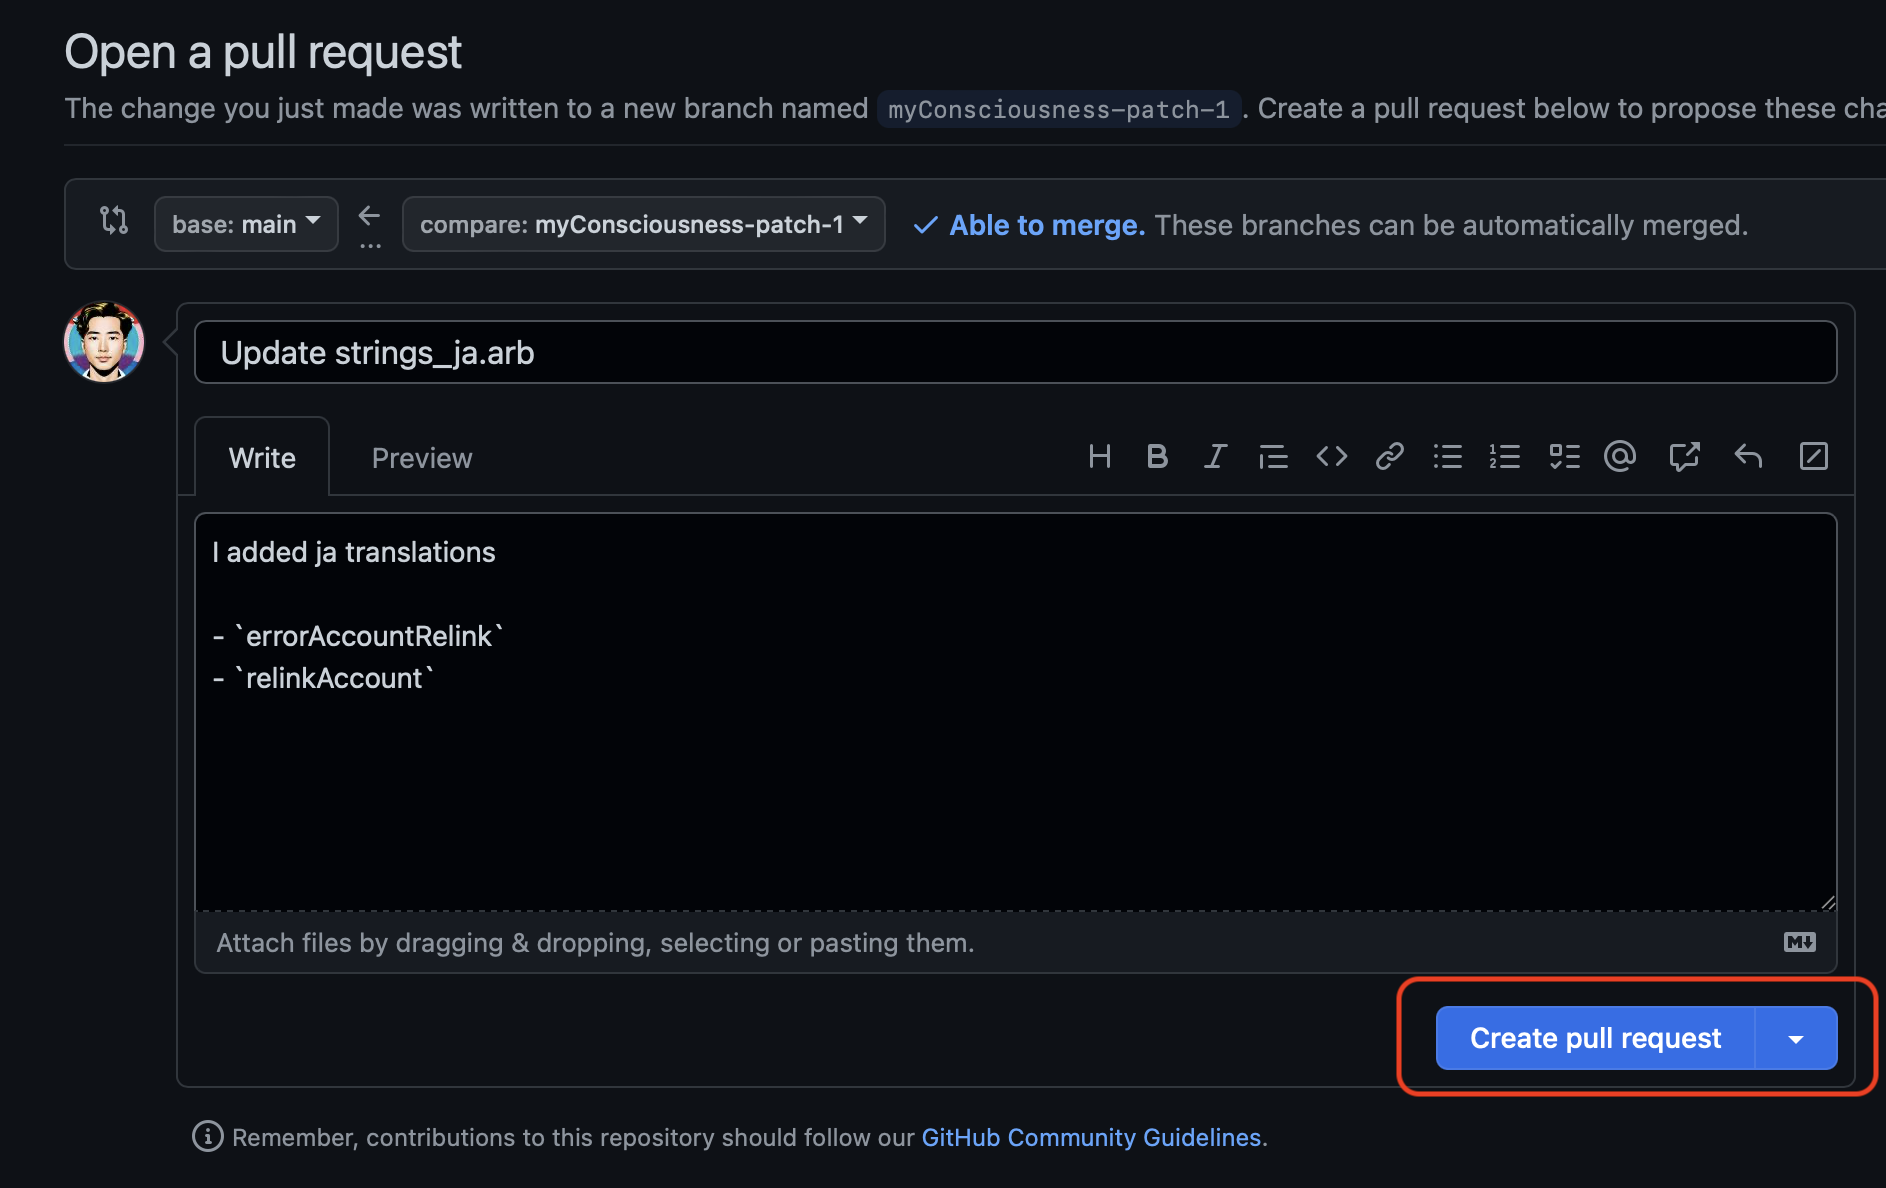 Open a pull request
The change you just made was written to a new branch named myConsciousness-patch-1. Create a pull request below to propose these cha
base: main
compare: myConsciousness-patch-1
Able to merge. These branches can be automatically merged.
Update strings_ja.arb
Write
Preview
I added ja translations
- `errorAccountRelink`
- `relinkAccount`
Attach files by dragging & dropping, selecting or pasting them.
Create pull request
Remember, contributions to this repository should follow our GitHub Community Guidelines.